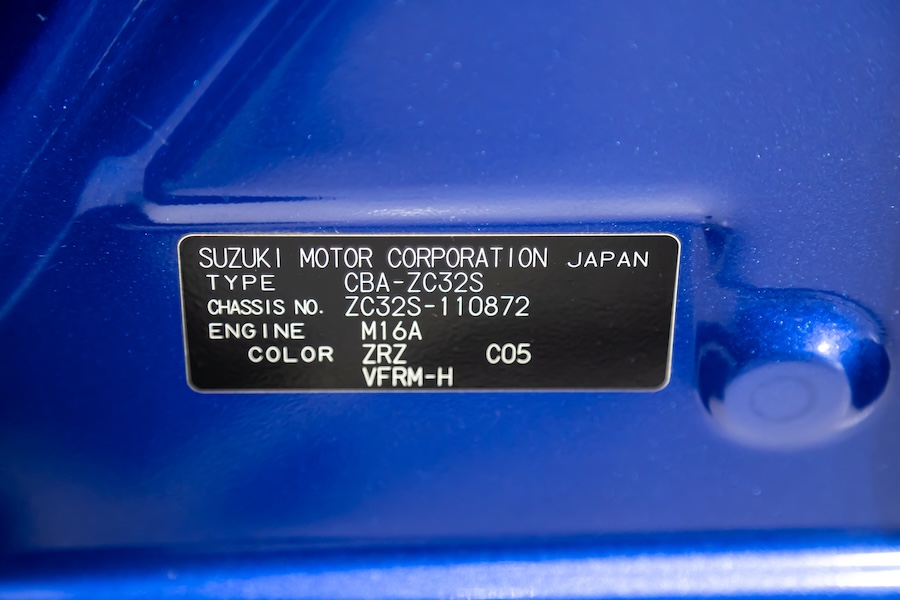 SUZUKI MOTOR CORPORATION JAPAN
TYPE CBA-ZC32S
CHASSIS NO. ZC32S-110872
ENGINE M16A
COLOR ZRZ C05
VFRM-H